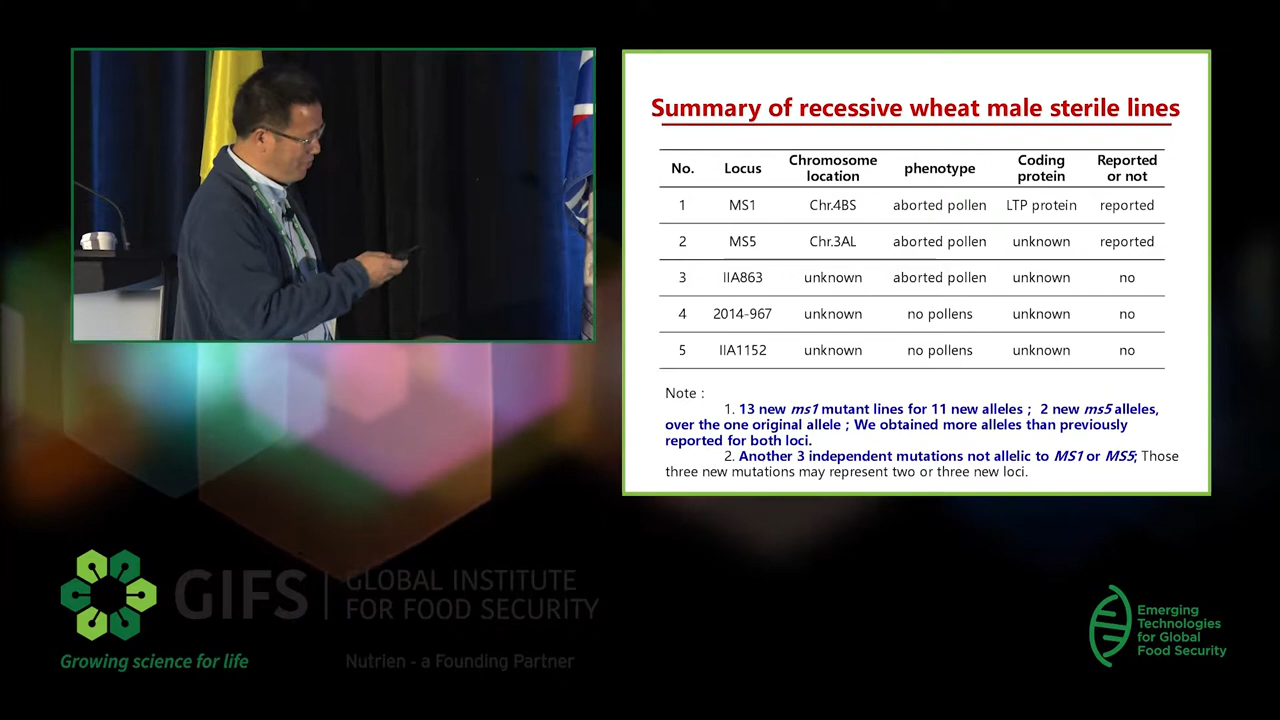 Summary of recessive wheat male sterile lines
No. Locus Chromosome location phenotype Coding protein Reported or not
1 MS1 Chr.4BS aborted pollen LTP protein reported
2 MS5 Chr.3AL aborted pollen unknown reported
3 IIA863 unknown aborted pollen unknown no
4 2014-967 unknown no pollens unknown no
5 IIA1152 unknown no pollens unknown no
Note :
1. 13 new ms1 mutant lines for 11 new alleles ; 2 new ms5 alleles,
over the one original allele ; We obtained more alleles than previously
reported for both loci.
2. Another 3 independent mutations not allelic to MS1 or MS5; Those
three new mutations may represent two or three new loci.
GIFS
GLOBAL INSTITUTE
FOR FOOD SECURITY
Growing science for life
Nutrien - a Founding Partner
Emerging
Technologies
for Global
Food Security